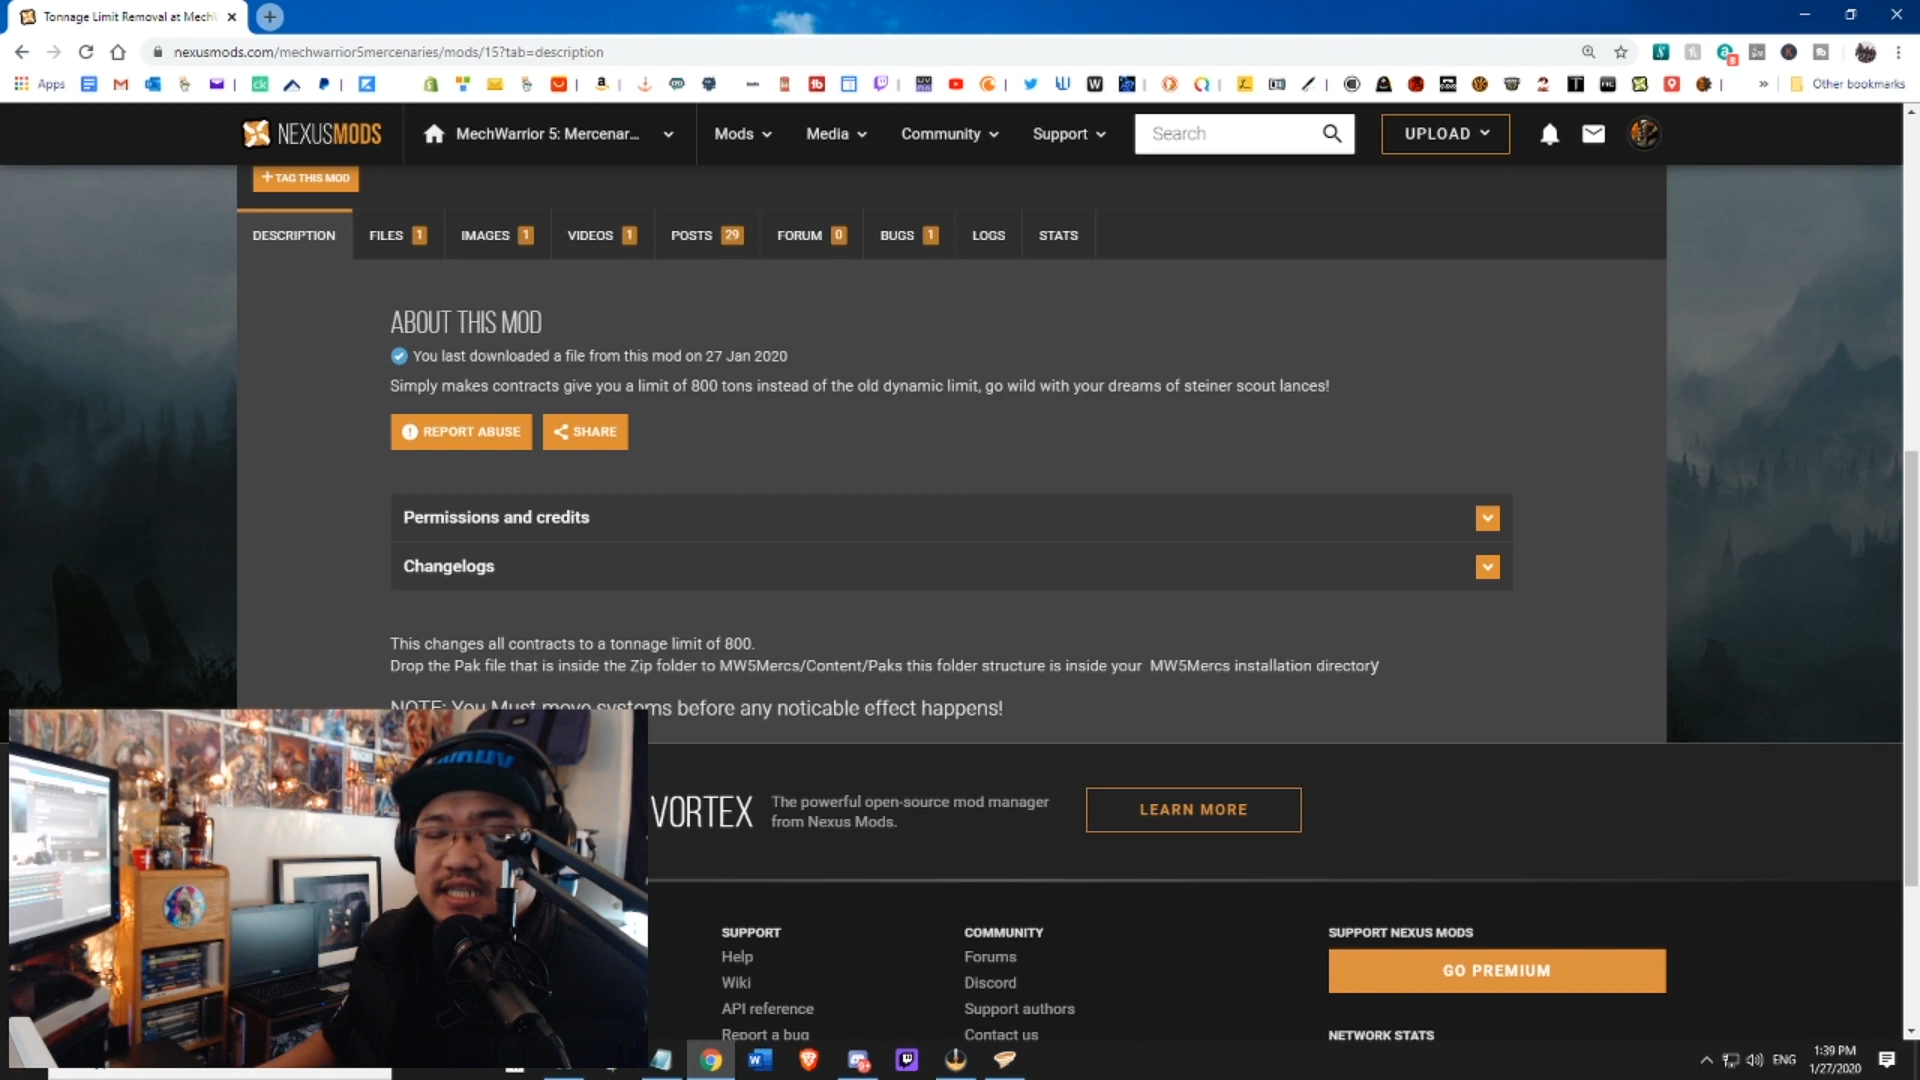 Tonnage Limit Removal at MechW
nexusmods.com/mechwarrior5mercenaries/mods/15?tab=description
Apps
Other bookmarks
NEXUSMODS
MechWarrior 5: Mercenar...
Mods
Media
Community
Support
Search
UPLOAD
+ TAG THIS MOD
DESCRIPTION
FILES 1
IMAGES 1
VIDEOS 1
POSTS 29
FORUM 0
BUGS 1
LOGS
STATS
ABOUT THIS MOD
You last downloaded a file from this mod on 27 Jan 2020
Simply makes contracts give you a limit of 800 tons instead of the old dynamic limit, go wild with your dreams of steiner scout lances!
REPORT ABUSE
SHARE
Permissions and credits
Changelogs
This changes all contracts to a tonnage limit of 800.
Drop the Pak file that is inside the Zip folder to MW5Mercs/Content/Paks this folder structure is inside your MW5Mercs installation directory
NOTE: You Must move systems before any noticable effect happens!
VORTEX
The powerful open-source mod manager
from Nexus Mods.
LEARN MORE
SUPPORT
Help
Wiki
API reference
Report a bug
COMMUNITY
Forums
Discord
Support authors
Contact us
SUPPORT NEXUS MODS
GO PREMIUM
NETWORK STATS
ENG
1:39 PM
1/27/2020